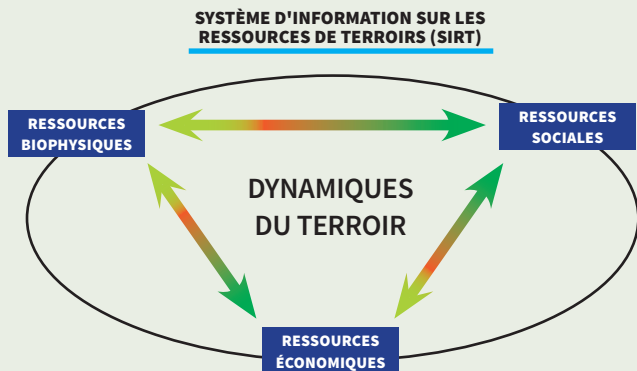 SYSTÈME D'INFORMATION SUR LES
RESSOURCES DE TERROIRS (SIRT)
RESSOURCES
BIOPHYSIQUES
RESSOURCES
SOCIALES
DYNAMIQUES
DU TERROIR
RESSOURCES
ÉCONOMIQUES